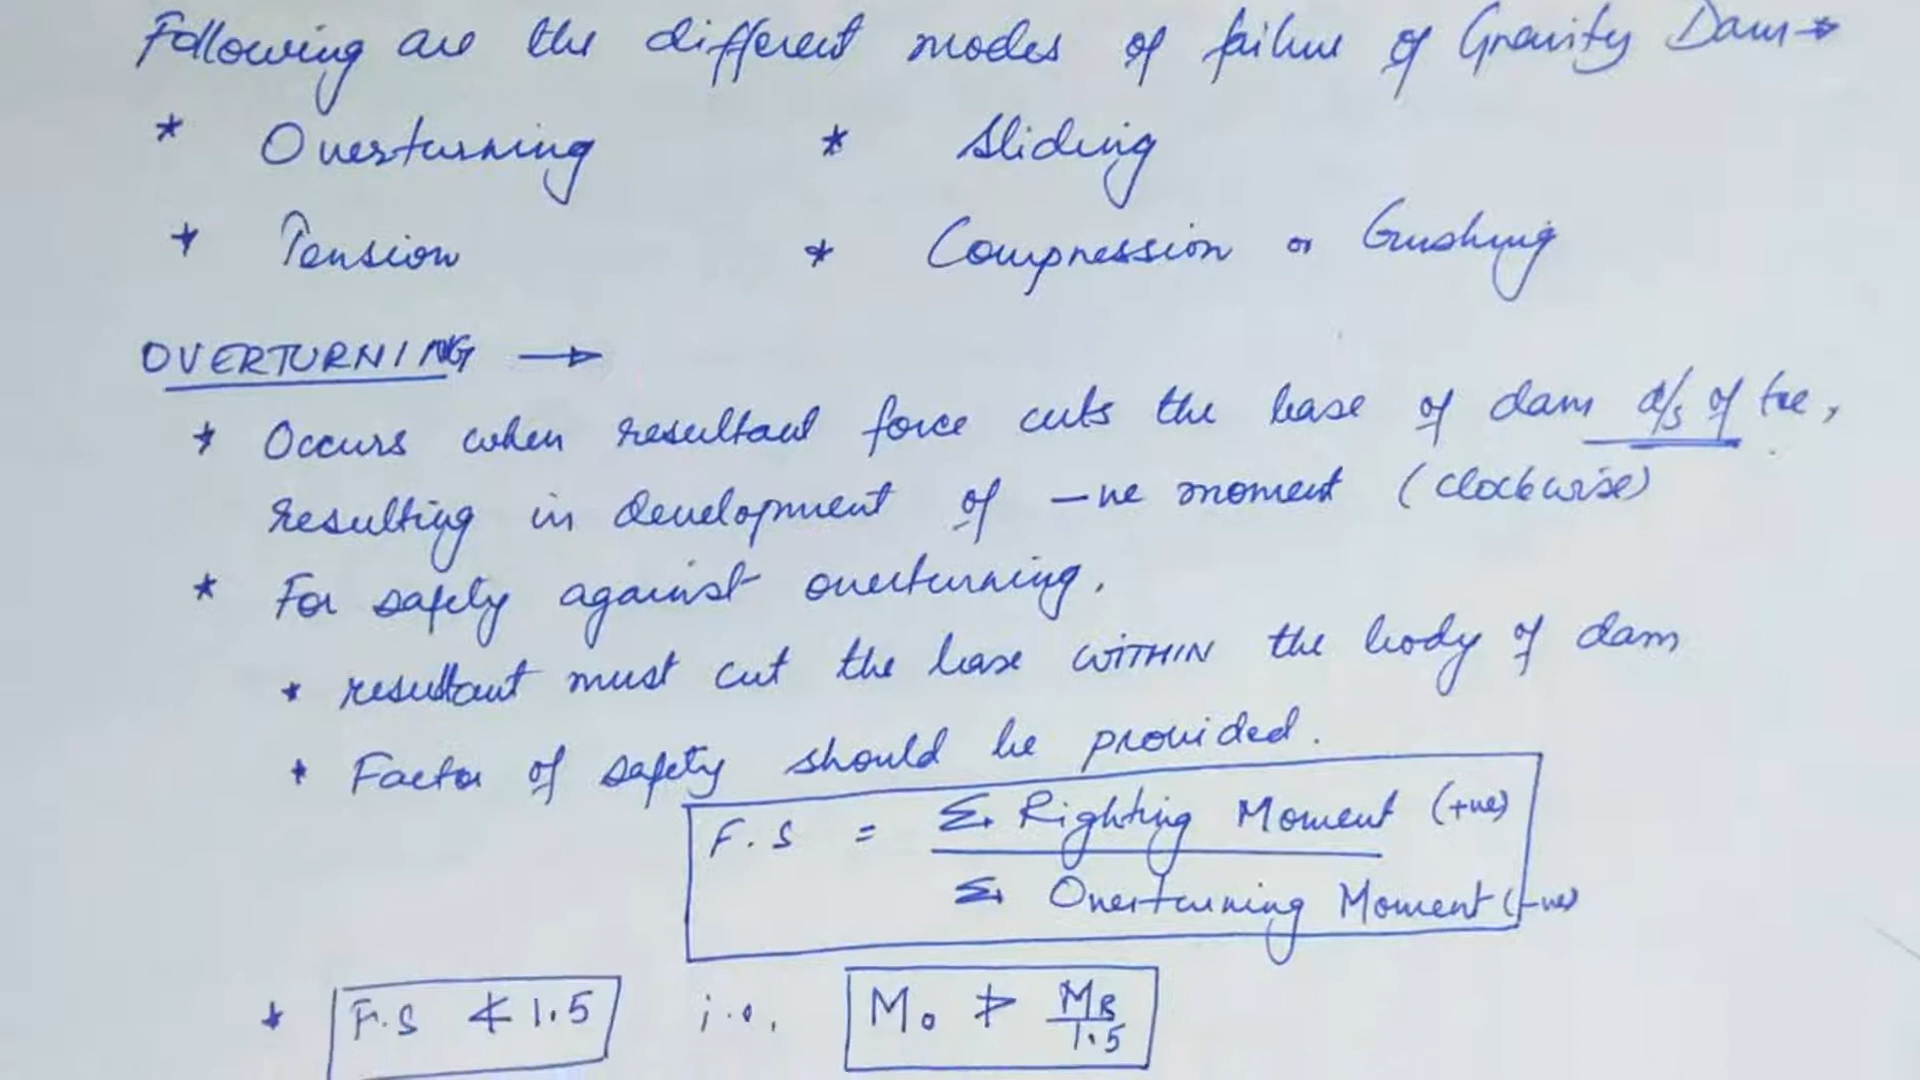 Following are the different modes of failure of Gravity Dam →
* Overturning * Sliding
* Tension * Compression or Crushing
OVERTURNING →
* Occurs when resultant force cuts the base of dam d/s of toe,
resulting in development of -ve moment (clockwise)
* For safety against overturning,
* resultant must cut the base WITHIN the body of dam
* Factor of safety should be provided.
F.S = Σ Righting Moment (+ve)
Σ Overturning Moment (-ve)
* F.S ≮ 1.5 i.e. Mo ≯ MR/1.5